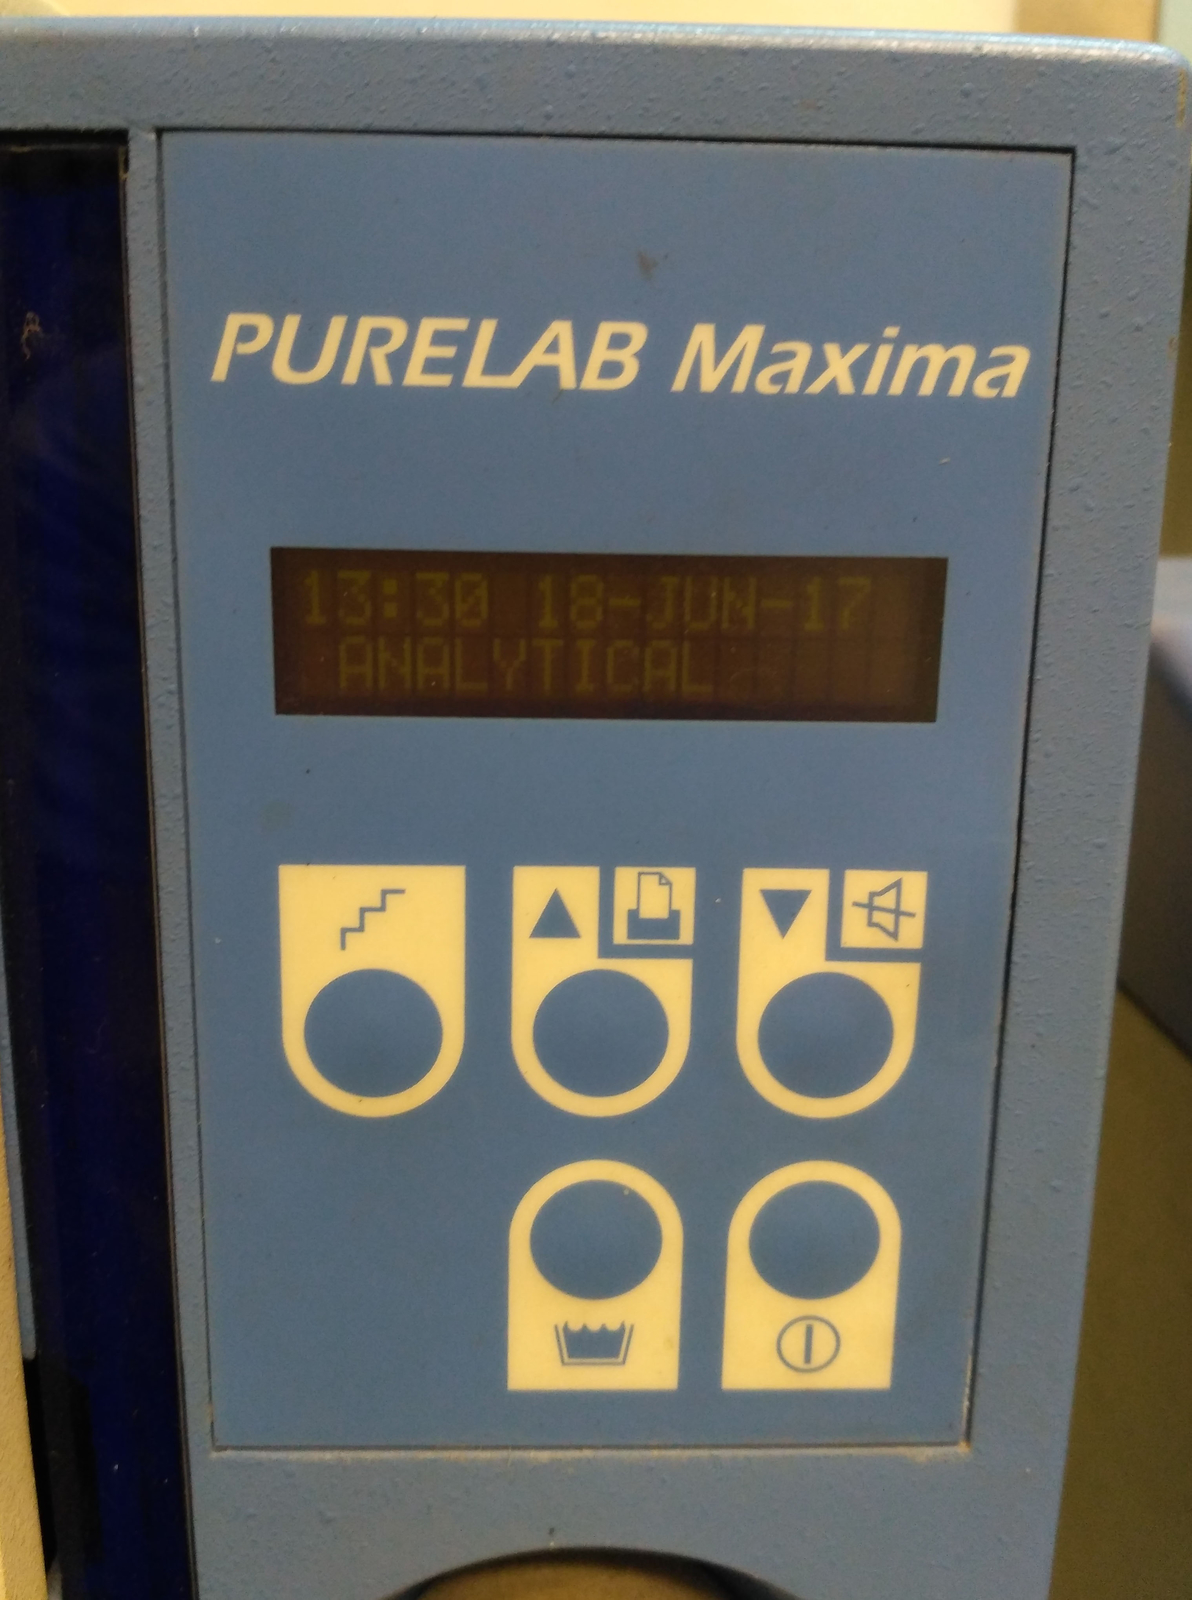 PURELAB Maxima
13:30 18-JUN-17
ANALYTICAL